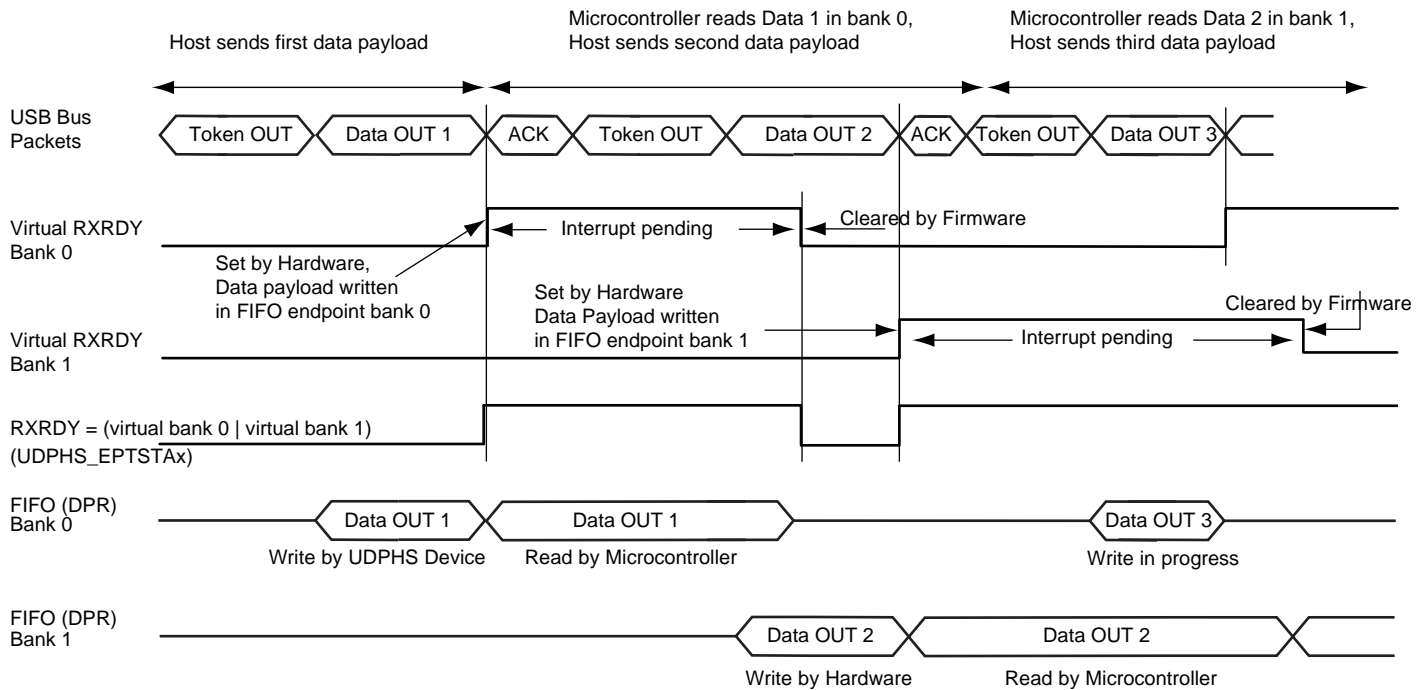 Host sends first data payload
Microcontroller reads Data 1 in bank 0,
Host sends second data payload
Microcontroller reads Data 2 in bank 1,
Host sends third data payload
USB Bus
Packets
Token OUT
Data OUT 1
ACK
Token OUT
Data OUT 2
ACK
Token OUT
Data OUT 3
Virtual RXRDY
Bank 0
Interrupt pending
Cleared by Firmware
Set by Hardware,
Data payload written
in FIFO endpoint bank 0
Set by Hardware
Data Payload written
in FIFO endpoint bank 1
Cleared by Firmware
Virtual RXRDY
Bank 1
Interrupt pending
RXRDY = (virtual bank 0 | virtual bank 1)
(UDPHS_EPTSTAx)
FIFO (DPR)
Bank 0
Data OUT 1
Data OUT 1
Data OUT 3
Write by UDPHS Device
Read by Microcontroller
Write in progress
FIFO (DPR)
Bank 1
Data OUT 2
Data OUT 2
Write by Hardware
Read by Microcontroller